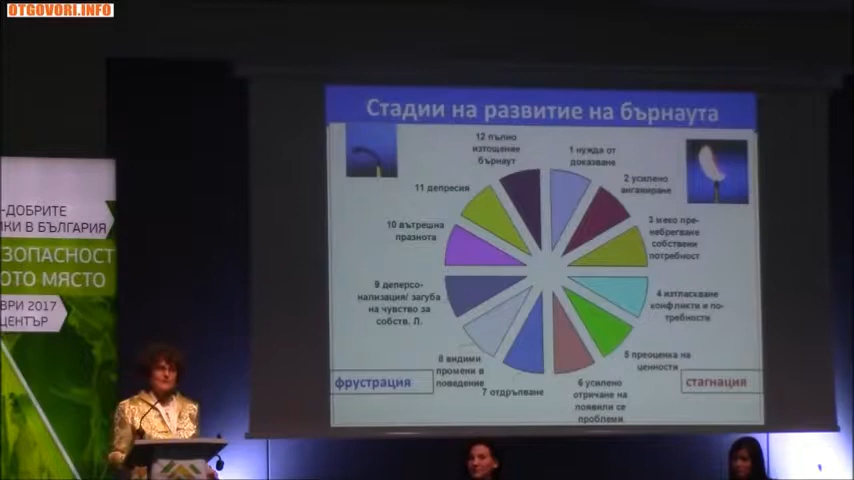 OTGOVORI.INFO
Стадии на развитие на бърнаута
12 пълно
изтощение
бърнаут
1 нужда от
доказване
2 усилено
ангажиране
3 меко пре-
небрегване
собствени
потребност
4 изтласкване
конфликти и по-
требности
5 преоценка на
ценности
6 усилено
отричане на
появили се
проблеми
7 отдръпване
8 видими
промени в
поведение
9 деперсо-
нализация/ загуба
на чувство за
собств. Л.
10 вътрешна
празнота
11 депресия
фрустрация
стагнация
-ДОБРИТЕ
КИ В БЪЛГАРИЯ
ЗОПАСНОСТ
ОТО МЯСТО
ВРИ 2017
ЦЕНТЪР